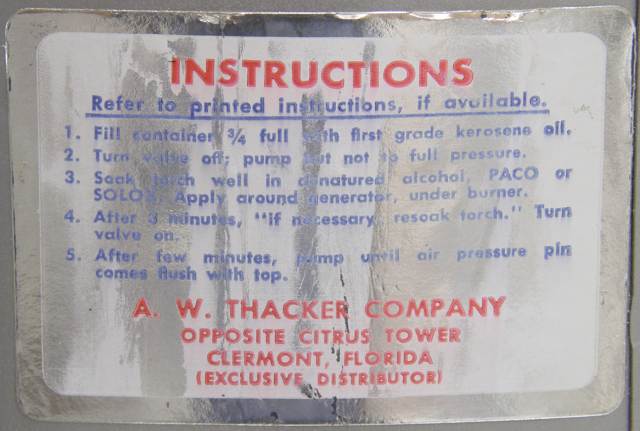 INSTRUCTIONS
Refer to printed instructions, if available.
1. Fill container ¾ full with first grade kerosene oil.
2. Turn valve off; pump but not to full pressure.
3. Soak torch well in denatured alcohol, PACO or
SOLOX. Apply around generator, under burner.
4. After 3 minutes, "if necessary, resoak torch." Turn
valve on.
5. After few minutes, pump until air pressure pin
comes flush with top.
A. W. THACKER COMPANY
OPPOSITE CITRUS TOWER
CLERMONT, FLORIDA
(EXCLUSIVE DISTRIBUTOR)